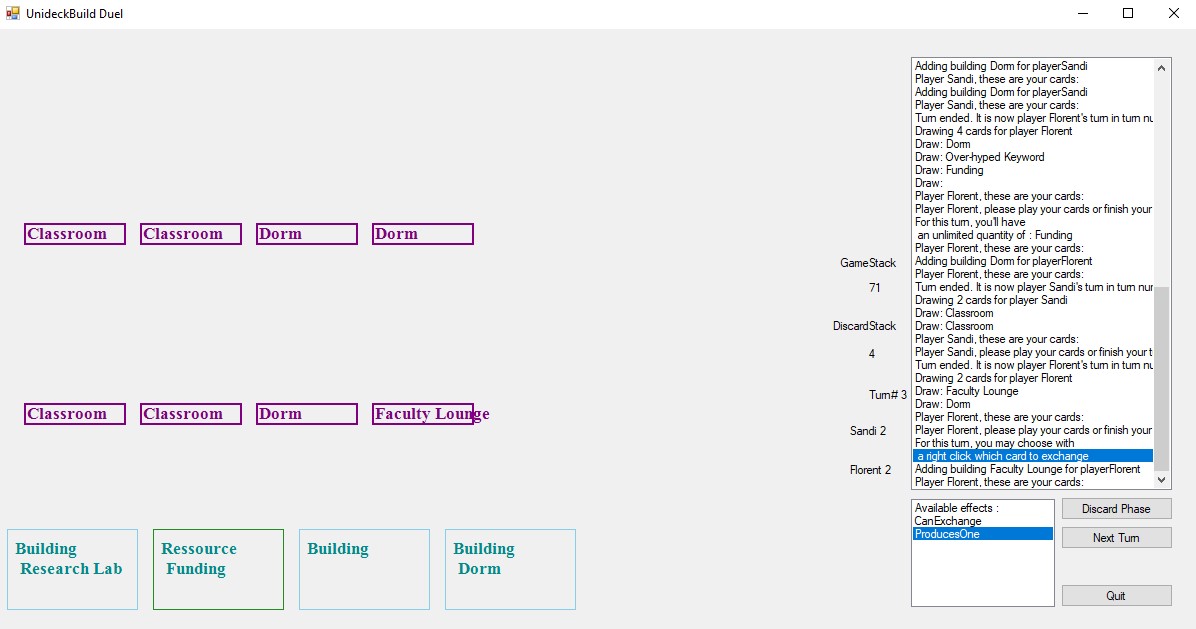 UnideckBuild Duel
Classroom
Classroom
Dorm
Dorm
Classroom
Classroom
Dorm
Faculty Lounge
Building
Research Lab
Ressource
Funding
Building
Building
Dorm
GameStack
71
DiscardStack
4
Turn# 3
Sandi 2
Florent 2
Adding building Dorm for playerSandi
Player Sandi, these are your cards:
Adding building Dorm for playerSandi
Player Sandi, these are your cards:
Turn ended. It is now player Florent's turn in turn nu
Drawing 4 cards for player Florent
Draw: Dorm
Draw: Over-hyped Keyword
Draw: Funding
Draw:
Player Florent, these are your cards:
Player Florent, please play your cards or finish your
For this turn, you'll have
an unlimited quantity of : Funding
Player Florent, these are your cards:
Adding building Dorm for playerFlorent
Player Florent, these are your cards:
Turn ended. It is now player Sandi's turn in turn nur
Drawing 2 cards for player Sandi
Draw: Classroom
Draw: Classroom
Player Sandi, these are your cards:
Player Sandi, please play your cards or finish your t
Turn ended. It is now player Florent's turn in turn nu
Drawing 2 cards for player Florent
Draw: Faculty Lounge
Draw: Dorm
Player Florent, these are your cards:
Player Florent, please play your cards or finish your
For this turn, you may choose with
a right click which card to exchange
Adding building Faculty Lounge for playerFlorent
Player Florent, these are your cards:
Available effects :
CanExchange
ProducesOne
Discard Phase
Next Turn
Quit